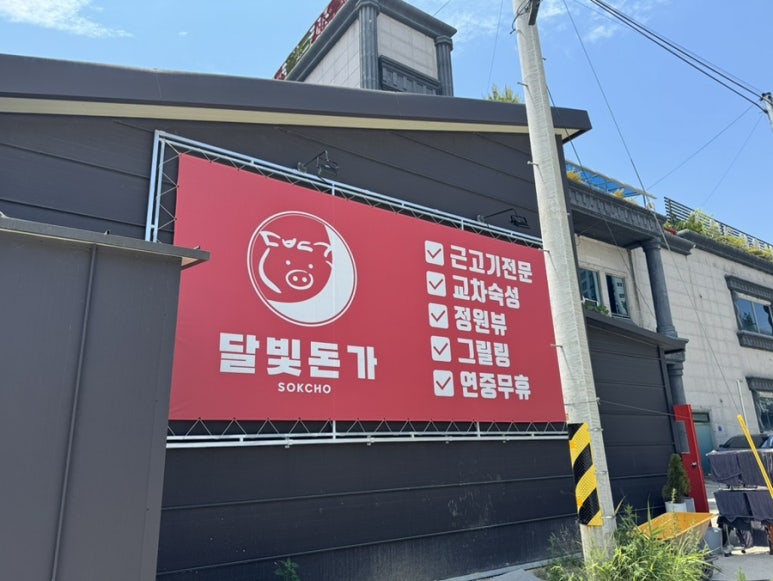 달빛돈가
SOKCHO
근고기전문
교차숙성
정원뷰
그릴링
연중무휴